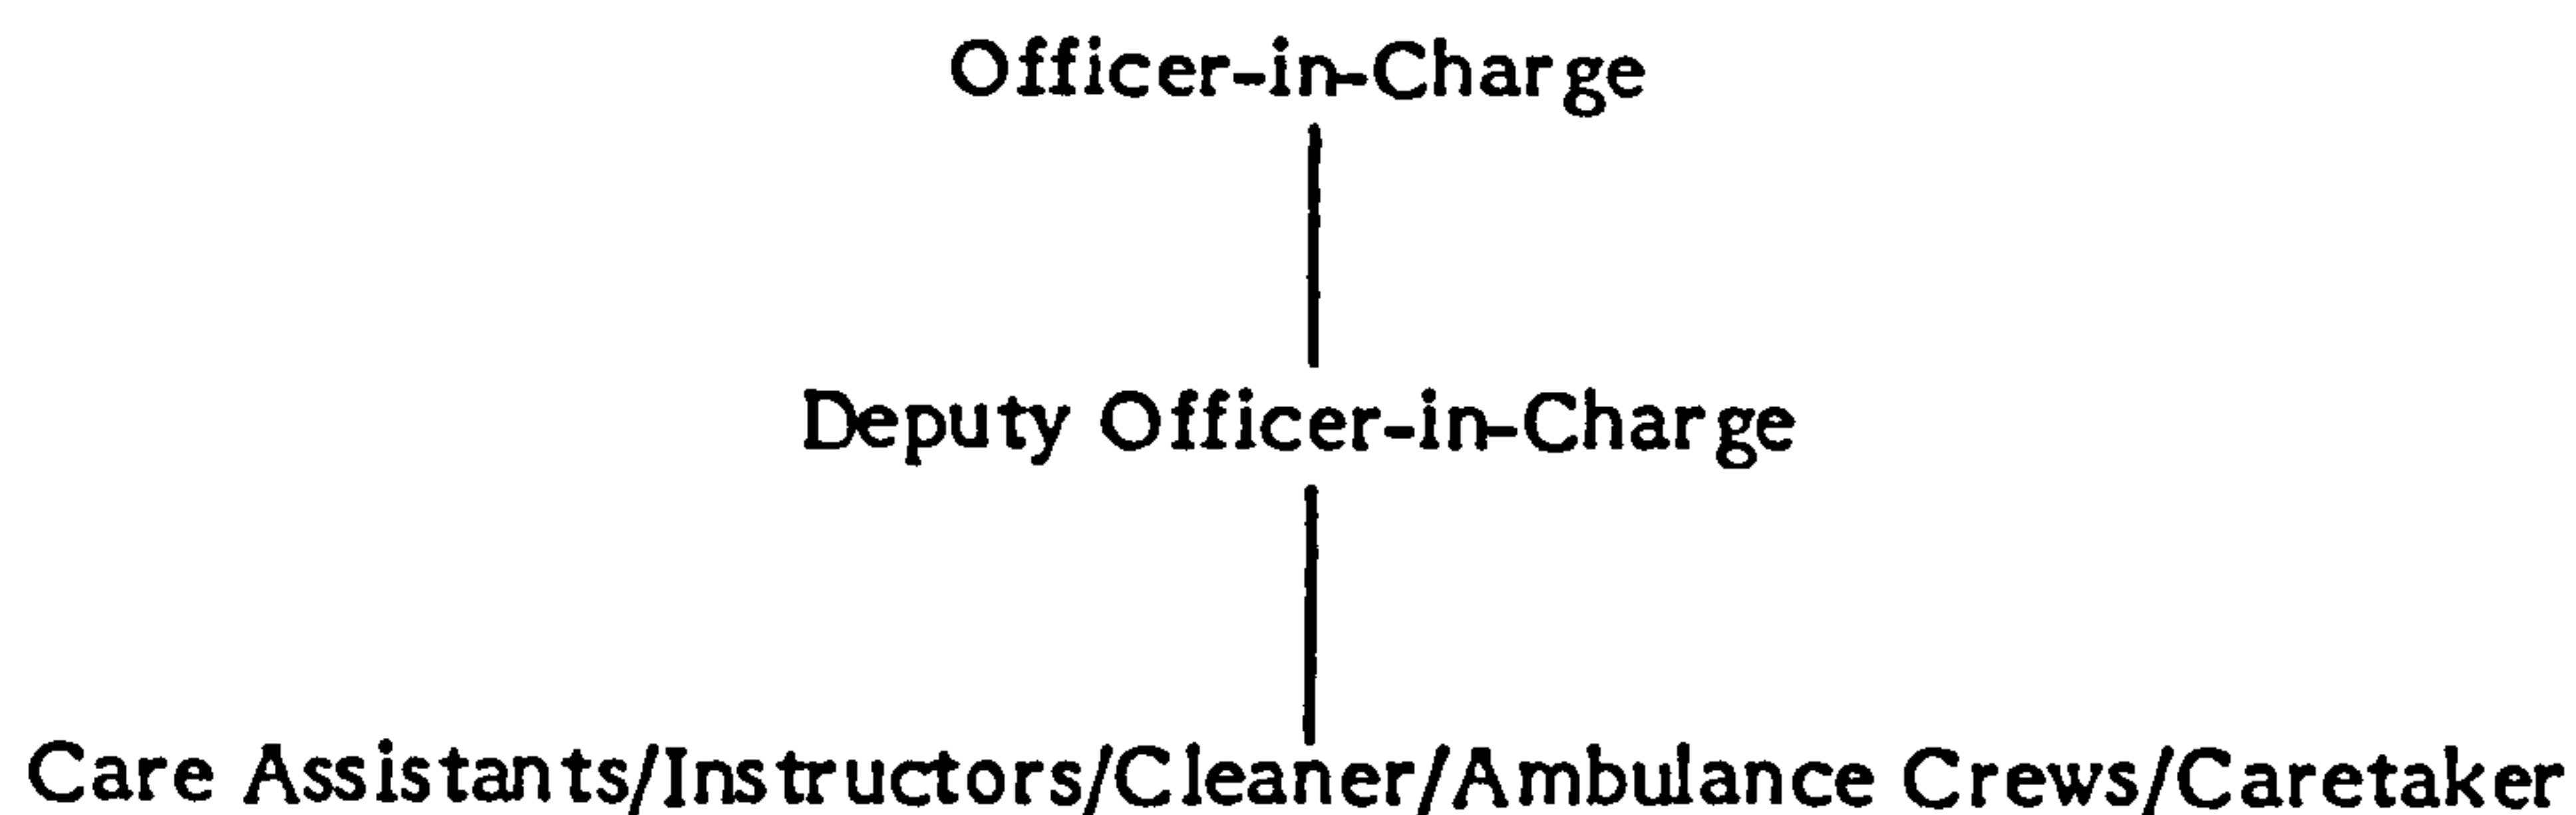 Officer-in-Charge
Deputy Officer-in-Charge
Care Assistants/Instructors/Cleaner/Ambulance Crews/Caretaker